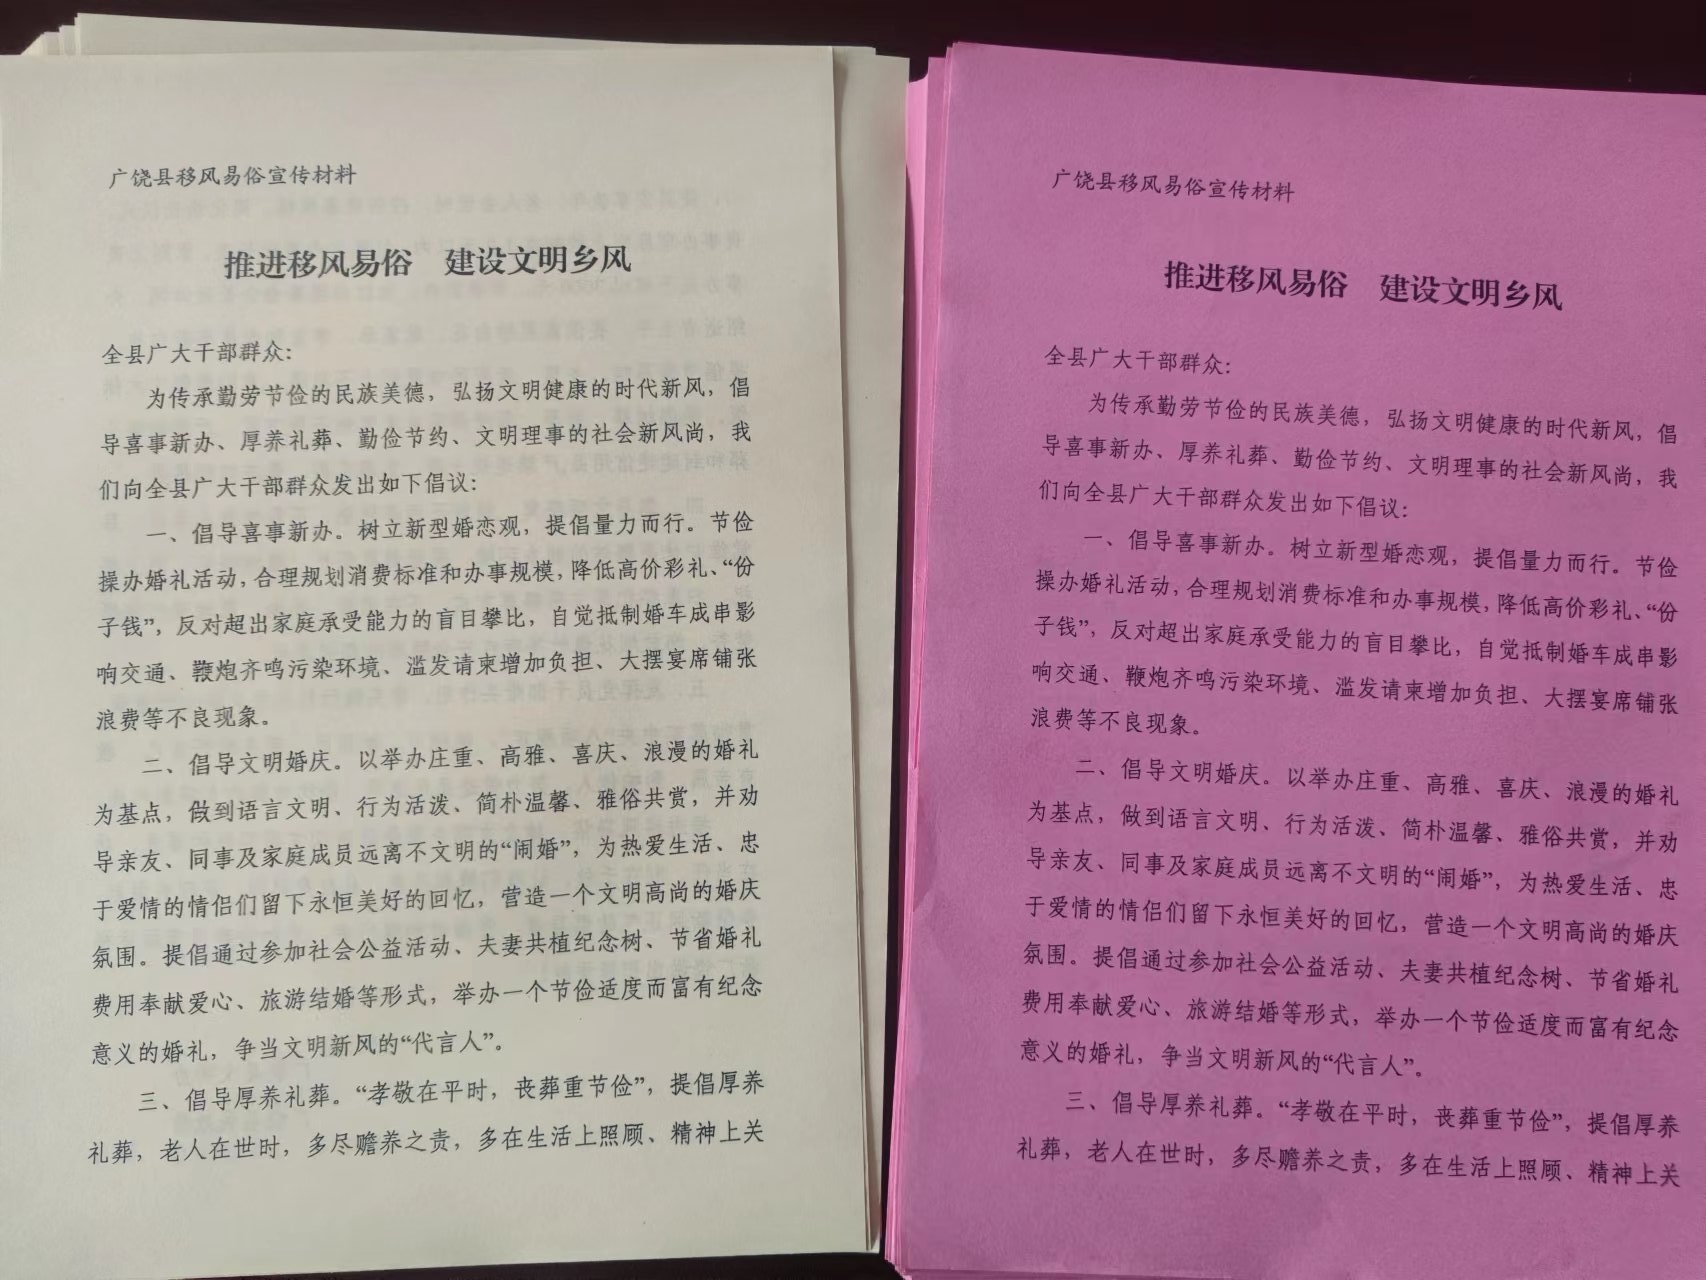 广饶县移风易俗宣传材料
推进移风易俗　建设文明乡风
全县广大干部群众：
为传承勤劳节俭的民族美德，弘扬文明健康的时代新风，倡
导喜事新办、厚养礼葬、勤俭节约、文明理事的社会新风尚，我
们向全县广大干部群众发出如下倡议：
一、倡导喜事新办。树立新型婚恋观，提倡量力而行。节俭
操办婚礼活动，合理规划消费标准和办事规模，降低高价彩礼、“份
子钱”，反对超出家庭承受能力的盲目攀比，自觉抵制婚车成串影
响交通、鞭炮齐鸣污染环境、滥发请柬增加负担、大摆宴席铺张
浪费等不良现象。
二、倡导文明婚庆。以举办庄重、高雅、喜庆、浪漫的婚礼
为基点，做到语言文明、行为活泼、简朴温馨、雅俗共赏，并劝
导亲友、同事及家庭成员远离不文明的“闹婚”，为热爱生活、忠
于爱情的情侣们留下永恒美好的回忆，营造一个文明高尚的婚庆
氛围。提倡通过参加社会公益活动、夫妻共植纪念树、节省婚礼
费用奉献爱心、旅游结婚等形式，举办一个节俭适度而富有纪念
意义的婚礼，争当文明新风的“代言人”。
三、倡导厚养礼葬。“孝敬在平时，丧葬重节俭”，提倡厚养
礼葬，老人在世时，多尽赡养之责，多在生活上照顾、精神上关
广饶县移风易俗宣传材料
推进移风易俗　建设文明乡风
全县广大干部群众：
为传承勤劳节俭的民族美德，弘扬文明健康的时代新风，倡
导喜事新办、厚养礼葬、勤俭节约、文明理事的社会新风尚，我
们向全县广大干部群众发出如下倡议：
一、倡导喜事新办。树立新型婚恋观，提倡量力而行。节俭
操办婚礼活动，合理规划消费标准和办事规模，降低高价彩礼、“份
子钱”，反对超出家庭承受能力的盲目攀比，自觉抵制婚车成串影
响交通、鞭炮齐鸣污染环境、滥发请柬增加负担、大摆宴席铺张
浪费等不良现象。
二、倡导文明婚庆。以举办庄重、高雅、喜庆、浪漫的婚礼
为基点，做到语言文明、行为活泼、简朴温馨、雅俗共赏，并劝
导亲友、同事及家庭成员远离不文明的“闹婚”，为热爱生活、忠
于爱情的情侣们留下永恒美好的回忆，营造一个文明高尚的婚庆
氛围。提倡通过参加社会公益活动、夫妻共植纪念树、节省婚礼
费用奉献爱心、旅游结婚等形式，举办一个节俭适度而富有纪念
意义的婚礼，争当文明新风的“代言人”。
三、倡导厚养礼葬。“孝敬在平时，丧葬重节俭”，提倡厚养
礼葬，老人在世时，多尽赡养之责，多在生活上照顾、精神上关